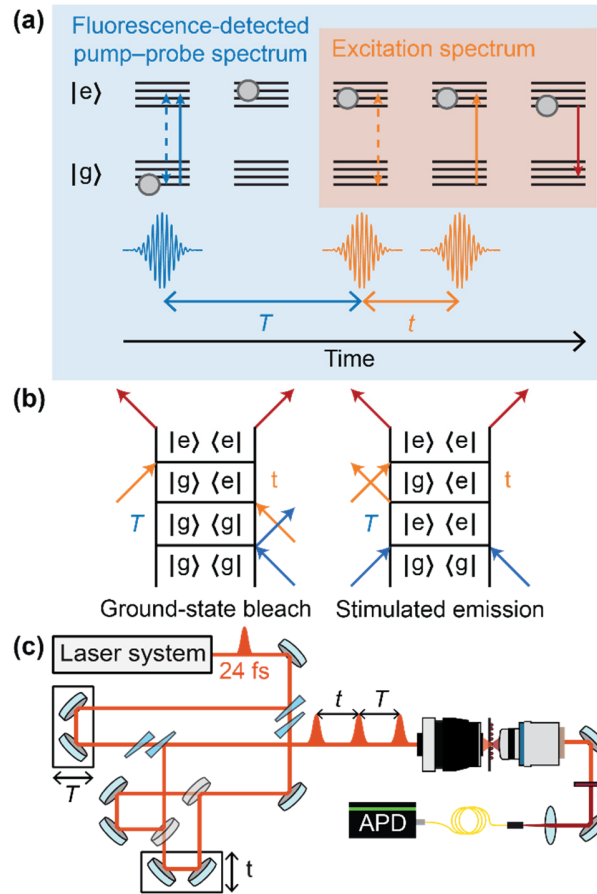 (a)
Fluorescence-detected
pump–probe spectrum
Excitation spectrum
|e⟩
|g⟩
T
t
Time
(b)
|e⟩ ⟨e|
|g⟩ ⟨e|
t
T
|g⟩ ⟨g|
|g⟩ ⟨g|
Ground-state bleach
|e⟩ ⟨e|
|g⟩ ⟨e|
t
T
|e⟩ ⟨e|
|g⟩ ⟨g|
Stimulated emission
(c)
Laser system
24 fs
t
T
T
APD
t